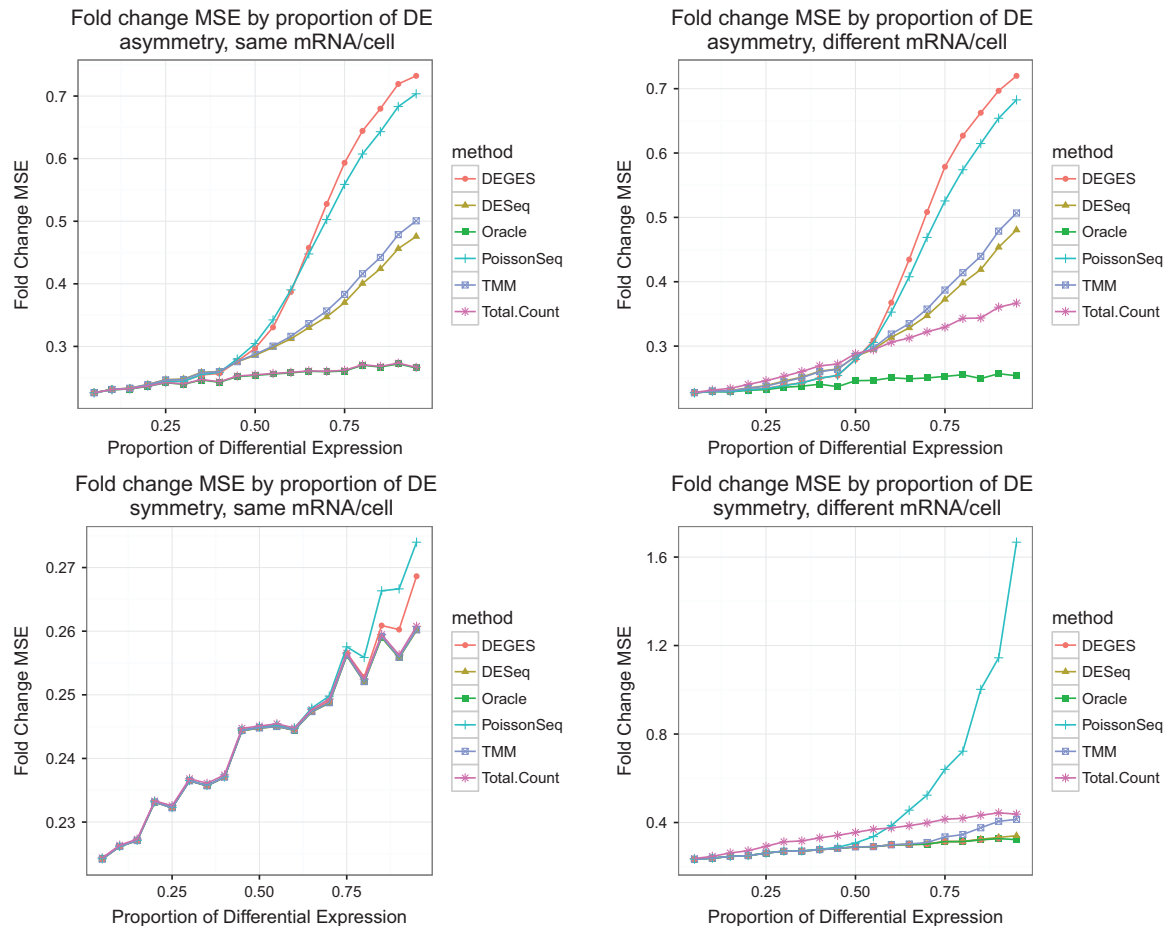 Fold change MSE by proportion of DE
asymmetry, same mRNA/cell
0.7
0.6
0.5
0.4
0.3
Fold Change MSE
0.25
0.50
0.75
Proportion of Differential Expression
method
DEGES
DESeq
Oracle
PoissonSeq
TMM
Total.Count
Fold change MSE by proportion of DE
asymmetry, different mRNA/cell
0.7
0.6
0.5
0.4
0.3
Fold Change MSE
0.25
0.50
0.75
Proportion of Differential Expression
method
DEGES
DESeq
Oracle
PoissonSeq
TMM
Total.Count
Fold change MSE by proportion of DE
symmetry, same mRNA/cell
0.27
0.26
0.25
0.24
0.23
Fold Change MSE
0.25
0.50
0.75
Proportion of Differential Expression
method
DEGES
DESeq
Oracle
PoissonSeq
TMM
Total.Count
Fold change MSE by proportion of DE
symmetry, different mRNA/cell
1.6
1.2
0.8
0.4
Fold Change MSE
0.25
0.50
0.75
Proportion of Differential Expression
method
DEGES
DESeq
Oracle
PoissonSeq
TMM
Total.Count